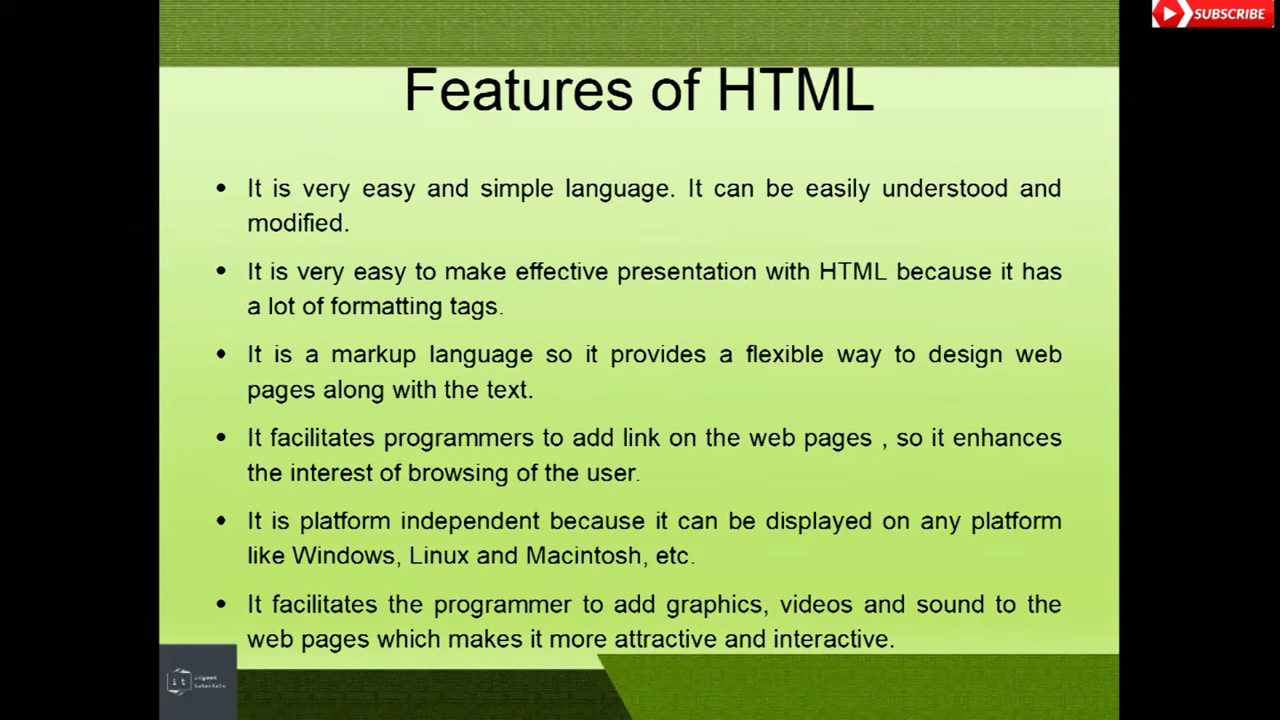 SUBSCRIBE
Features of HTML
• It is very easy and simple language. It can be easily understood and
modified.
• It is very easy to make effective presentation with HTML because it has
a lot of formatting tags.
• It is a markup language so it provides a flexible way to design web
pages along with the text.
• It facilitates programmers to add link on the web pages , so it enhances
the interest of browsing of the user.
• It is platform independent because it can be displayed on any platform
like Windows, Linux and Macintosh, etc.
• It facilitates the programmer to add graphics, videos and sound to the
web pages which makes it more attractive and interactive.
it
tutorials